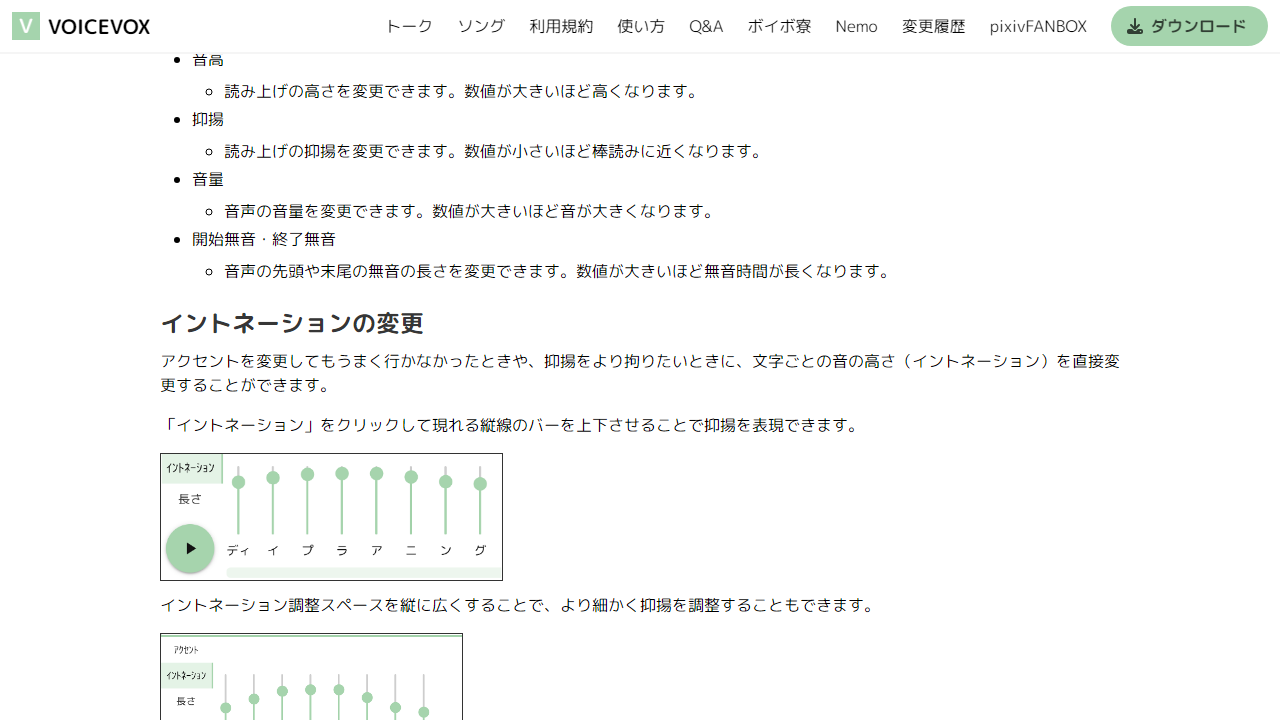 V VOICEVOX トーク ソング 利用規約 使い方 Q&A ボイボ寮 Nemo 変更履歴 pixivFANBOX ダウンロード
音高
読み上げの高さを変更できます。数値が大きいほど高くなります。
抑揚
読み上げの抑揚を変更できます。数値が小さいほど棒読みに近くなります。
音量
音声の音量を変更できます。数値が大きいほど音が大きくなります。
開始無音・終了無音
音声の先頭や末尾の無音の長さを変更できます。数値が大きいほど無音時間が長くなります。
イントネーションの変更
アクセントを変更してもうまく行かなかったときや、抑揚をより拘りたいときに、文字ごとの音の高さ（イントネーション）を直接変
更することができます。
「イントネーション」をクリックして現れる縦線のバーを上下させることで抑揚を表現できます。
イントネーション
長さ
ディ イ プ ラ ア ニ ン グ
イントネーション調整スペースを縦に広くすることで、より細かく抑揚を調整することもできます。
アクセント
イントネーション
長さ